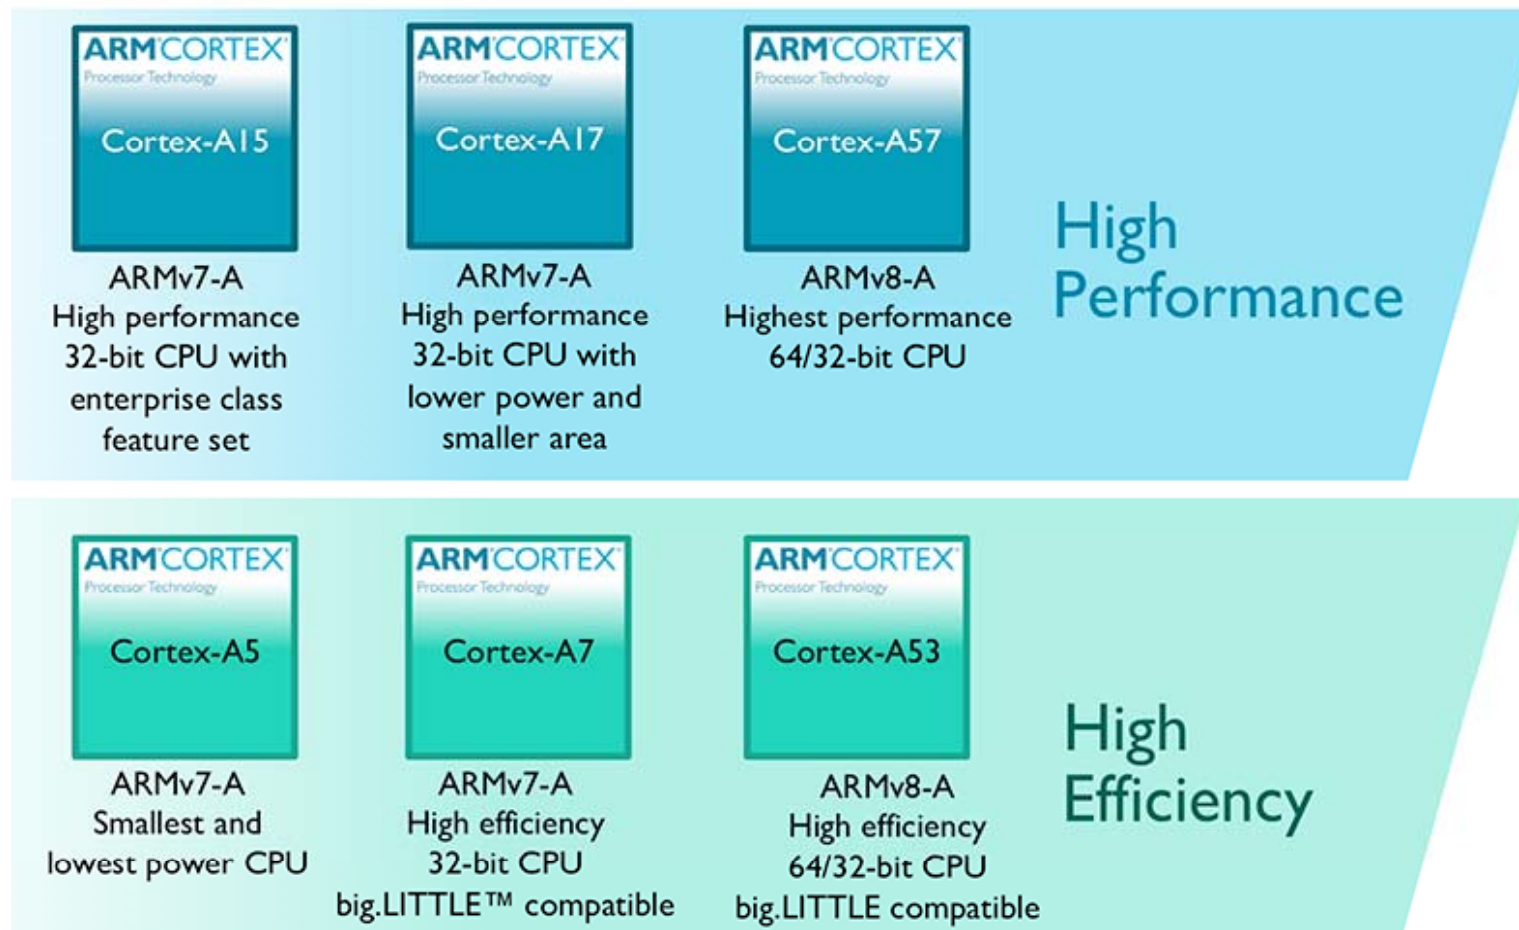 ARM®CORTEX®
Processor Technology
Cortex-A15
ARMv7-A
High performance
32-bit CPU with
enterprise class
feature set
ARM®CORTEX®
Processor Technology
Cortex-A17
ARMv7-A
High performance
32-bit CPU with
lower power and
smaller area
ARM®CORTEX®
Processor Technology
Cortex-A57
ARMv8-A
Highest performance
64/32-bit CPU
High
Performance
ARM®CORTEX®
Processor Technology
Cortex-A5
ARMv7-A
Smallest and
lowest power CPU
ARM®CORTEX®
Processor Technology
Cortex-A7
ARMv7-A
High efficiency
32-bit CPU
big.LITTLE™ compatible
ARM®CORTEX®
Processor Technology
Cortex-A53
ARMv8-A
High efficiency
64/32-bit CPU
big.LITTLE compatible
High
Efficiency